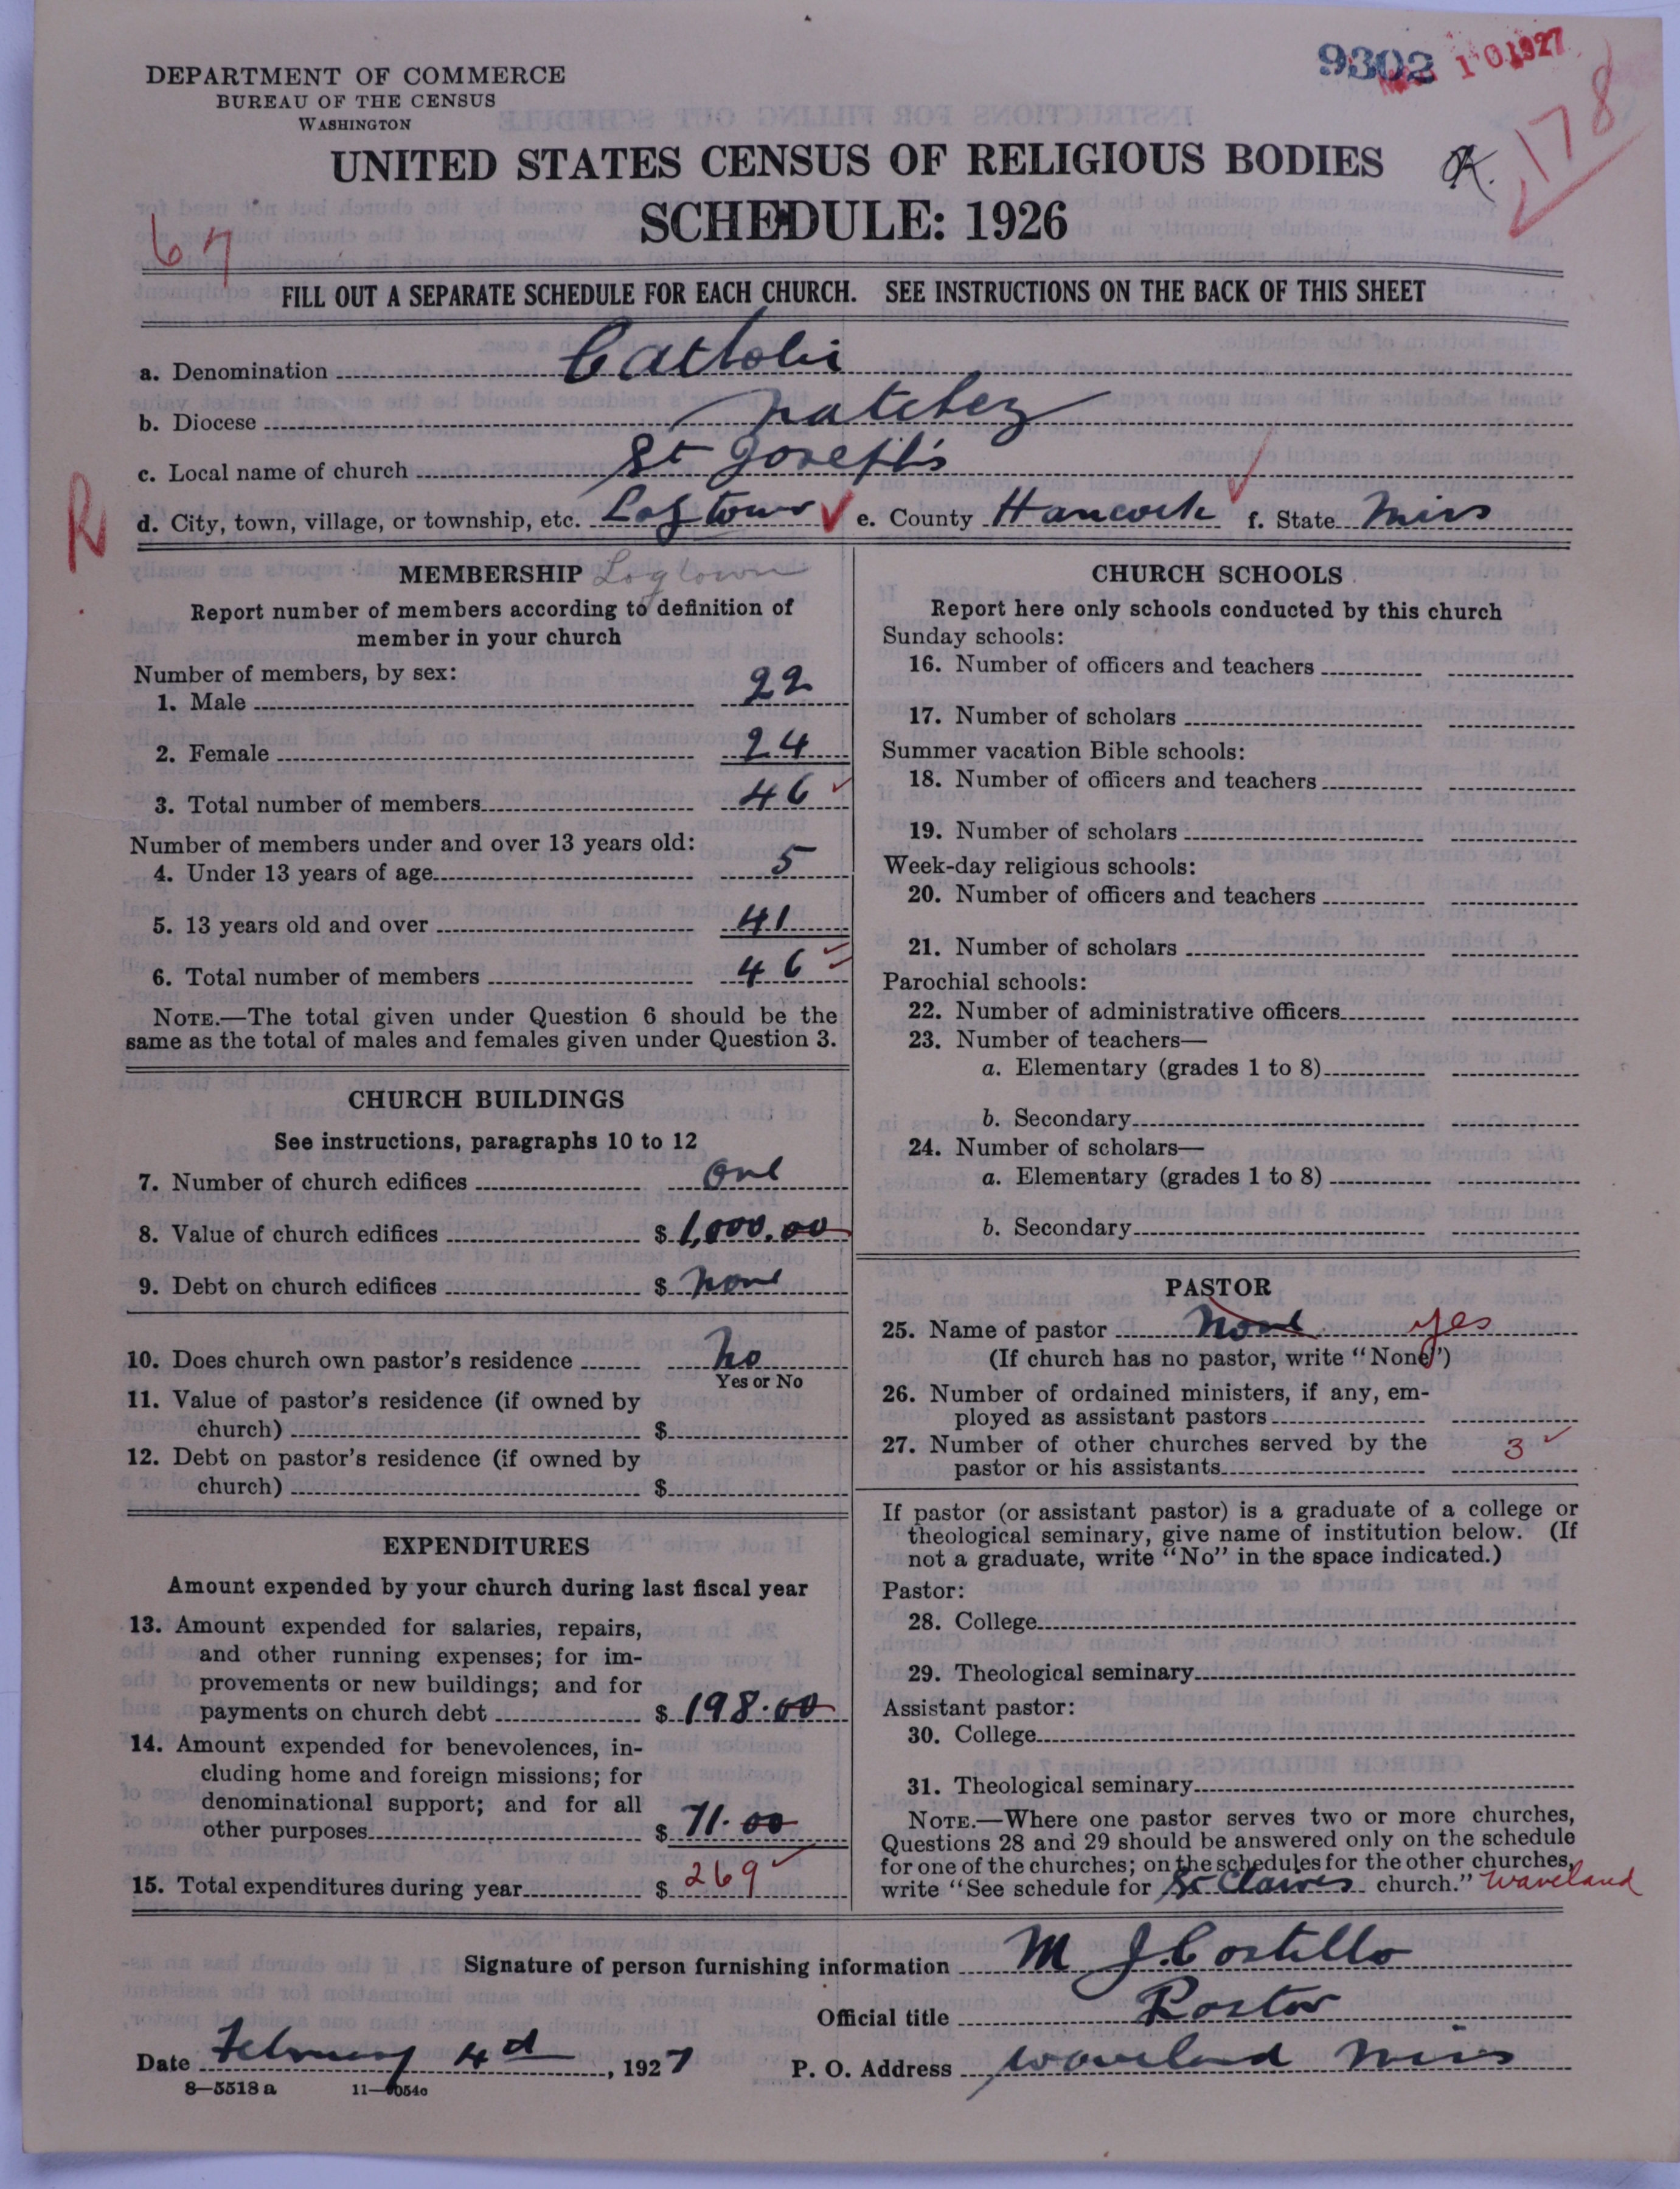 DEPARTMENT OF COMMERCE
BUREAU OF THE CENSUS
WASHINGTON
9302
10 1927
178
UNITED STATES CENSUS OF RELIGIOUS BODIES
SCHEDULE: 1926
67
FILL OUT A SEPARATE SCHEDULE FOR EACH CHURCH. SEE INSTRUCTIONS ON THE BACK OF THIS SHEET
a. Denomination Catholic
b. Diocese Natchez
c. Local name of church St Joseph's
R
d. City, town, village, or township, etc. Logtown e. County Hancock f. State Miss
MEMBERSHIP Logtown
Report number of members according to definition of
member in your church
Number of members, by sex:
1. Male 22
2. Female 24
3. Total number of members 46
Number of members under and over 13 years old:
4. Under 13 years of age 5
5. 13 years old and over 41
6. Total number of members 46
NOTE.—The total given under Question 6 should be the
same as the total of males and females given under Question 3.
CHURCH BUILDINGS
See instructions, paragraphs 10 to 12
7. Number of church edifices One
8. Value of church edifices $ 1,000.00
9. Debt on church edifices $ None
10. Does church own pastor's residence No
Yes or No
11. Value of pastor's residence (if owned by
church) $
12. Debt on pastor's residence (if owned by
church) $
EXPENDITURES
Amount expended by your church during last fiscal year
13. Amount expended for salaries, repairs,
and other running expenses; for im-
provements or new buildings; and for
payments on church debt $ 198.00
14. Amount expended for benevolences, in-
cluding home and foreign missions; for
denominational support; and for all
other purposes $ 71.00
15. Total expenditures during year $ 269
CHURCH SCHOOLS
Report here only schools conducted by this church
Sunday schools:
16. Number of officers and teachers
17. Number of scholars
Summer vacation Bible schools:
18. Number of officers and teachers
19. Number of scholars
Week-day religious schools:
20. Number of officers and teachers
21. Number of scholars
Parochial schools:
22. Number of administrative officers
23. Number of teachers—
a. Elementary (grades 1 to 8)
b. Secondary
24. Number of scholars—
a. Elementary (grades 1 to 8)
b. Secondary
PASTOR
25. Name of pastor None yes
(If church has no pastor, write "None")
26. Number of ordained ministers, if any, em-
ployed as assistant pastors
27. Number of other churches served by the
pastor or his assistants 3
If pastor (or assistant pastor) is a graduate of a college or
theological seminary, give name of institution below. (If
not a graduate, write "No" in the space indicated.)
Pastor:
28. College
29. Theological seminary
Assistant pastor:
30. College
31. Theological seminary
NOTE.—Where one pastor serves two or more churches,
Questions 28 and 29 should be answered only on the schedule
for one of the churches; on the schedules for the other churches,
write "See schedule for St Claires church." Waveland
Signature of person furnishing information M J. Costello
Official title Pastor
Date February 4d, 1927 P. O. Address Waveland Miss
8—5518 a